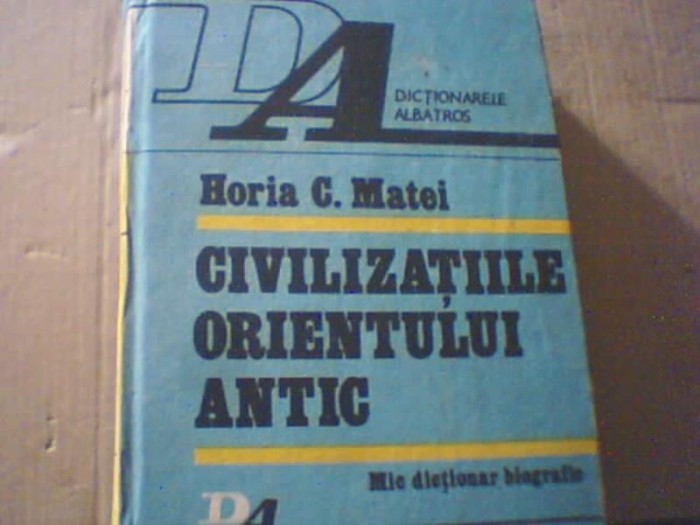 DA
DICȚIONARELE
ALBATROS
Horia C. Matei
CIVILIZAȚIILE
ORIENTULUI
ANTIC
Mic dicționar biografic
DA